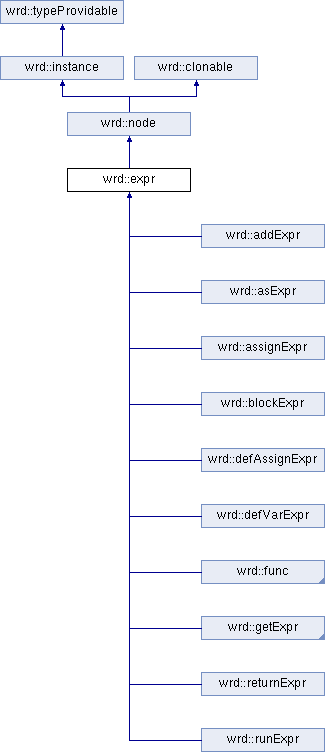 wrd::typeProvidable
wrd::instance
wrd::clonable
wrd::node
wrd::expr
wrd::addExpr
wrd::asExpr
wrd::assignExpr
wrd::blockExpr
wrd::defAssignExpr
wrd::defVarExpr
wrd::func
wrd::getExpr
wrd::returnExpr
wrd::runExpr